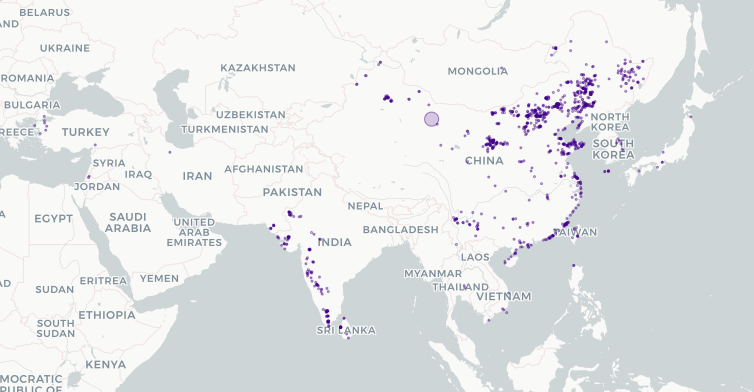 BELARUS
AND
UKRAINE
ROMANIA
BULGARIA
REECE
TURKEY
KAZAKHSTAN
MONGOLIA
UZBEKISTAN
TURKMENISTAN
NORTH
KOREA
SOUTH
KOREA
SYRIA
IRAQ
JORDAN
IRAN
AFGHANISTAN
PAKISTAN
CHINA
NEPAL
EGYPT
SAUDI
ARABIA
UNITED
ARAB
EMIRATES
INDIA
BANGLADESH
TAIWAN
LAOS
MYANMAR
THAILAND
VIETNAM
SUDAN
ERITREA
YEMEN
SOUTH
SUDAN
ETHIOPIA
SRI LANKA
KENYA
MOCRATIC
PUBLIC OF